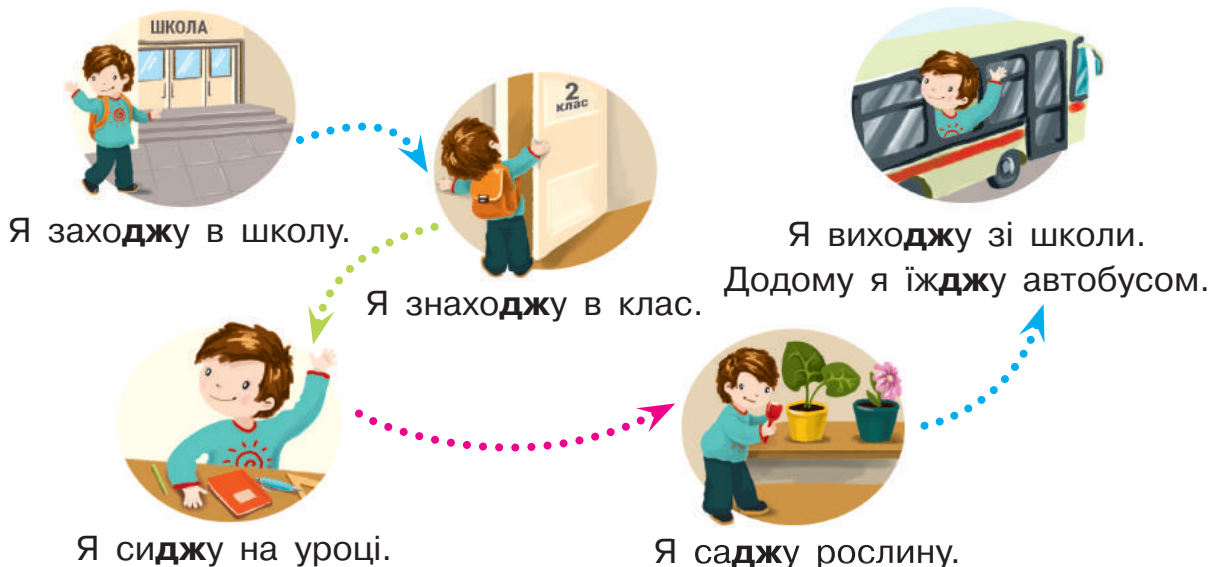 ШКОЛА
Я заходжу в школу.
2
клас
Я знаходжу в клас.
Я сиджу на уроці.
Я саджу рослину.
Я виходжу зі школи.
Додому я їжджу автобусом.